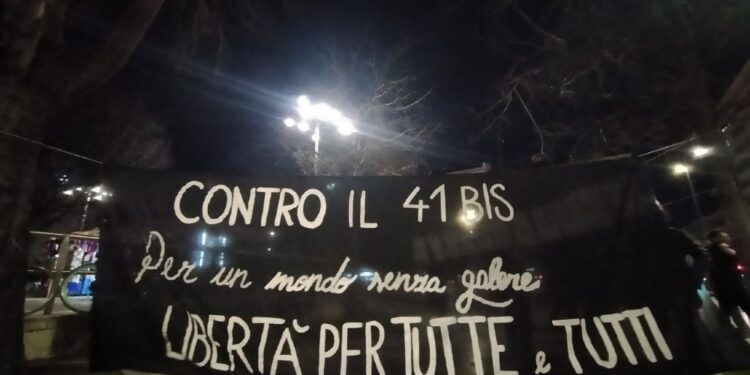 CONTRO IL 41 BIS
Per un mondo senza galere
LIBERTÀ PER TUTTE e TUTTI